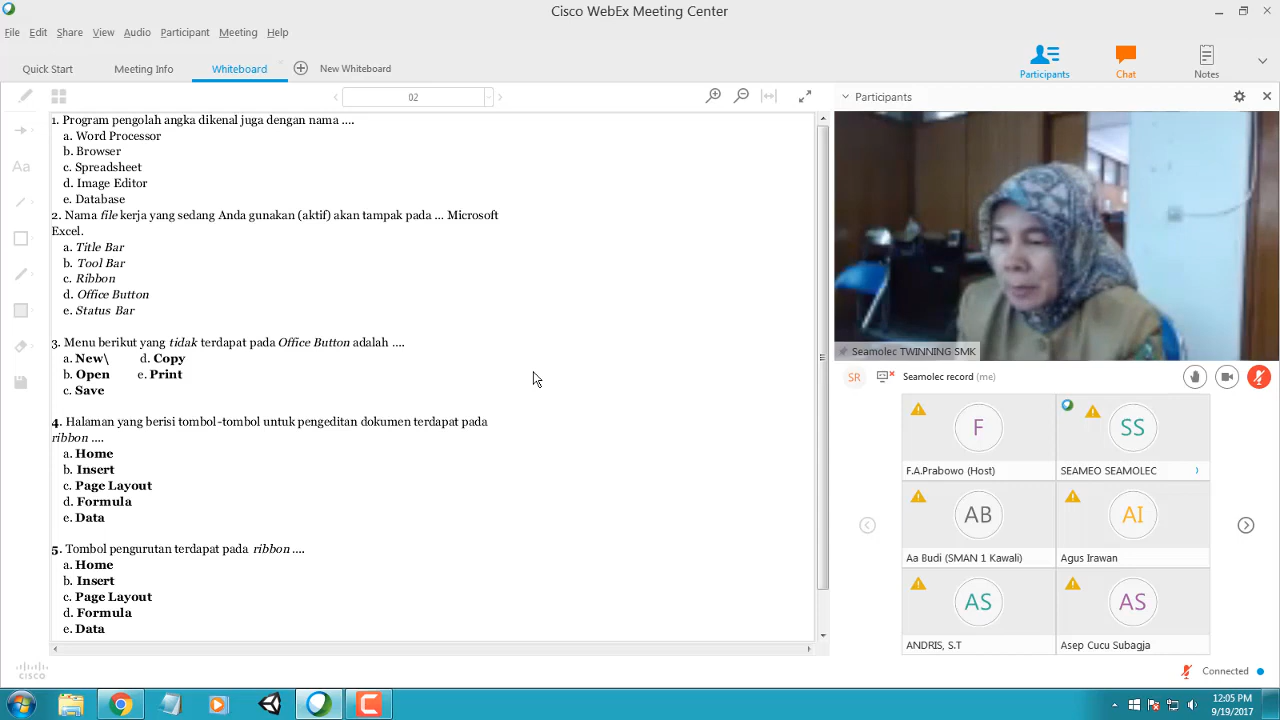 Cisco WebEx Meeting Center
File Edit Share View Audio Participant Meeting Help
Quick Start Meeting Info Whiteboard New Whiteboard
Participants Chat Notes
02
Participants
1. Program pengolah angka dikenal juga dengan nama ....
a. Word Processor
b. Browser
c. Spreadsheet
d. Image Editor
e. Database
2. Nama file kerja yang sedang Anda gunakan (aktif) akan tampak pada ... Microsoft
Excel.
a. Title Bar
b. Tool Bar
c. Ribbon
d. Office Button
e. Status Bar
3. Menu berikut yang tidak terdapat pada Office Button adalah ....
a. New\ d. Copy
b. Open e. Print
c. Save
4. Halaman yang berisi tombol-tombol untuk pengeditan dokumen terdapat pada
ribbon ....
a. Home
b. Insert
c. Page Layout
d. Formula
e. Data
5. Tombol pengurutan terdapat pada ribbon ....
a. Home
b. Insert
c. Page Layout
d. Formula
e. Data
Aa
Seamolec TWINNING SMK
SR Seamolec record (me)
F SS
F.A.Prabowo (Host) SEAMEO SEAMOLEC
AB AI
Aa Budi (SMAN 1 Kawali) Agus Irawan
AS AS
ANDRIS, S.T Asep Cucu Subagja
cisco
Connected
12:05 PM
9/19/2017